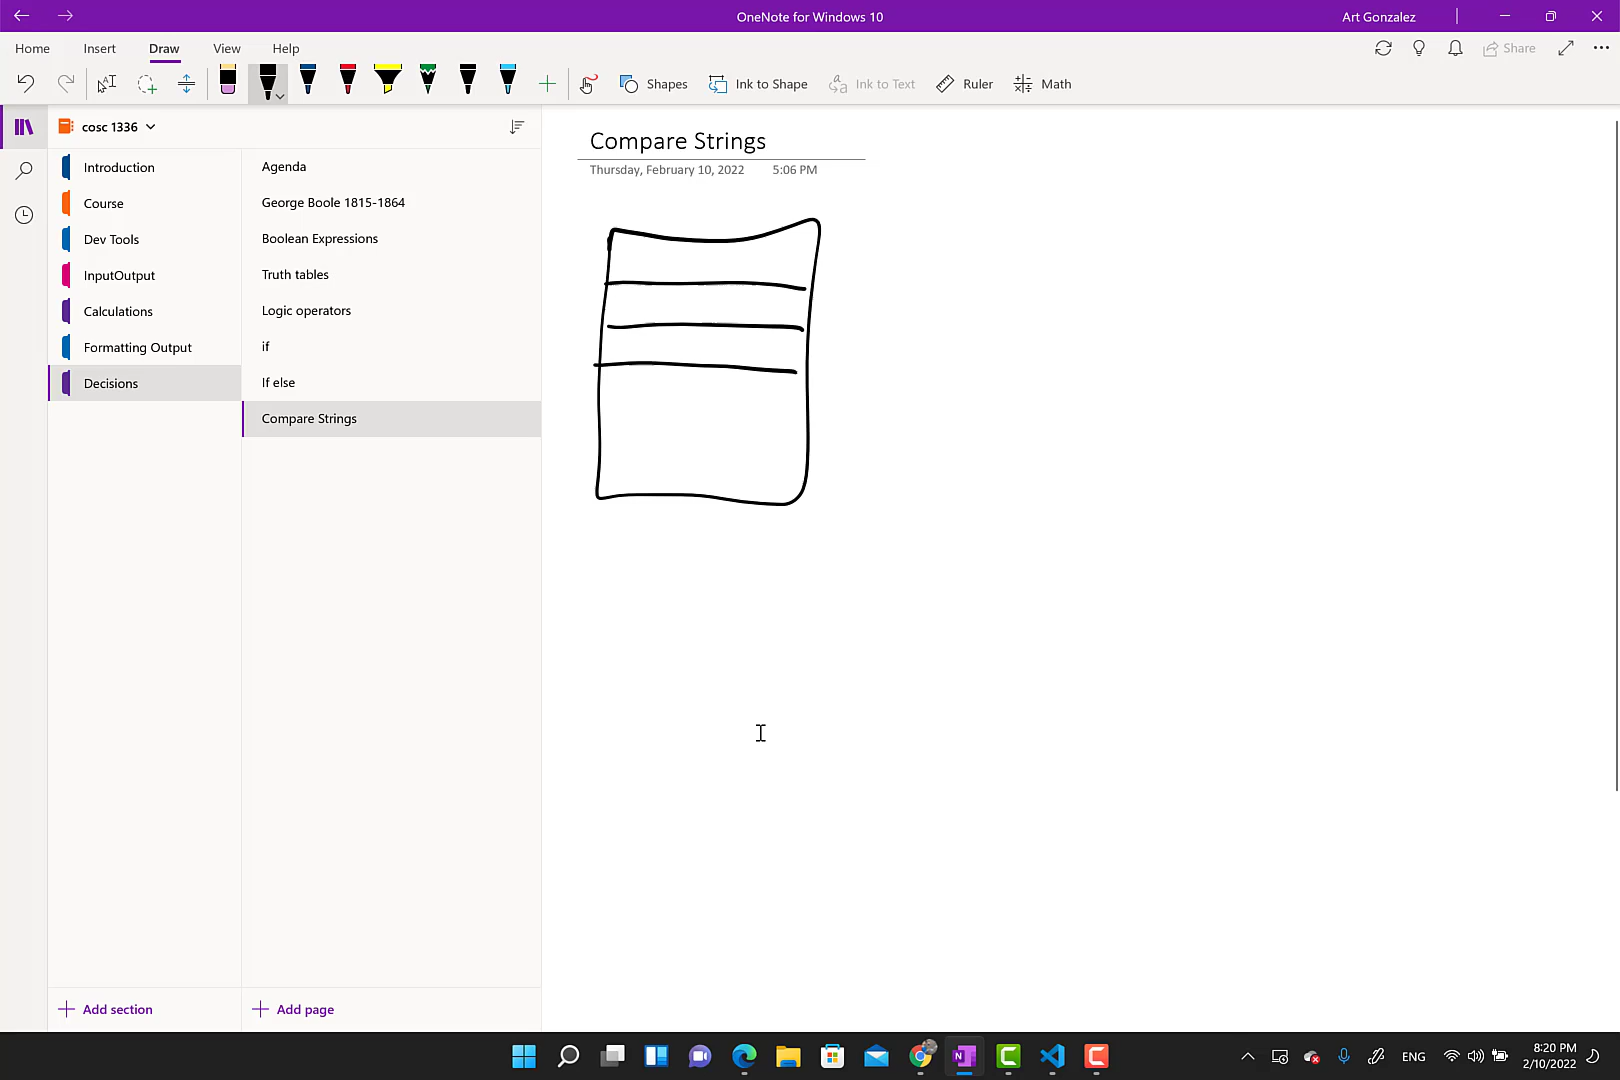 OneNote for Windows 10
Art Gonzalez
Home Insert Draw View Help
Share
Shapes Ink to Shape Ink to Text Ruler Math
cosc 1336
Introduction
Course
Dev Tools
InputOutput
Calculations
Formatting Output
Decisions
Agenda
George Boole 1815-1864
Boolean Expressions
Truth tables
Logic operators
if
If else
Compare Strings
Compare Strings
Thursday, February 10, 2022 5:06 PM
Add section
Add page
ENG
8:20 PM
2/10/2022